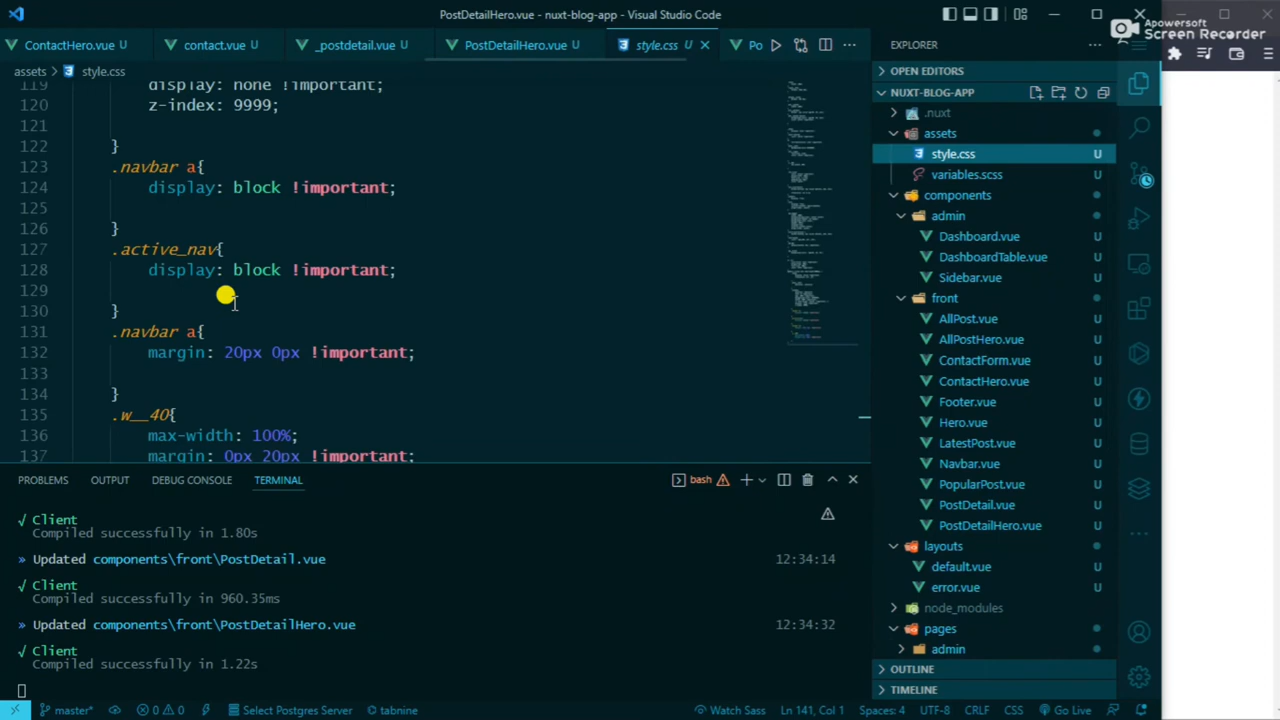 PostDetailHero.vue - nuxt-blog-app - Visual Studio Code
Apowersoft
Screen Recorder
ContactHero.vue U
contact.vue U
_postdetail.vue U
PostDetailHero.vue U
style.css U
Po
EXPLORER
assets > style.css
OPEN EDITORS
NUXT-BLOG-APP
.nuxt
assets
style.css U
variables.scss U
components
admin
Dashboard.vue U
DashboardTable.vue U
Sidebar.vue U
front
AllPost.vue U
AllPostHero.vue U
ContactForm.vue U
ContactHero.vue U
Footer.vue U
Hero.vue U
LatestPost.vue U
Navbar.vue U
PopularPost.vue U
PostDetail.vue U
PostDetailHero.vue U
layouts
default.vue U
error.vue U
node_modules
pages
admin
OUTLINE
TIMELINE
119 display: none !important;
120 z-index: 9999;
121
122 }
123 .navbar a{
124 display: block !important;
125
126 }
127 .active_nav{
128 display: block !important;
129
130 }
131 .navbar a{
132 margin: 20px 0px !important;
133
134 }
135 .w__40{
136 max-width: 100%;
137 margin: 0px 20px !important;
PROBLEMS OUTPUT DEBUG CONSOLE TERMINAL
bash
√ Client
Compiled successfully in 1.80s
» Updated components\front\PostDetail.vue 12:34:14
√ Client
Compiled successfully in 960.35ms
» Updated components\front\PostDetailHero.vue 12:34:32
√ Client
Compiled successfully in 1.22s
master* 0 0 Select Postgres Server tabnine Watch Sass Ln 141, Col 1 Spaces: 4 UTF-8 CRLF CSS Go Live